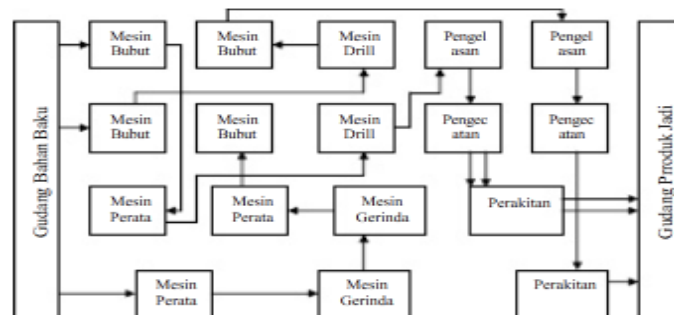 Gudang Bahan Baku
Mesin
Bubut
Mesin
Bubut
Mesin
Drill
Pengel
asan
Pengel
asan
Gudang Prroduk Jadi
Mesin
Bubut
Mesin
Bubut
Mesin
Drill
Pengec
atan
Pengec
atan
Mesin
Perata
Mesin
Perata
Mesin
Gerinda
Perakitan
Mesin
Perata
Mesin
Gerinda
Perakitan